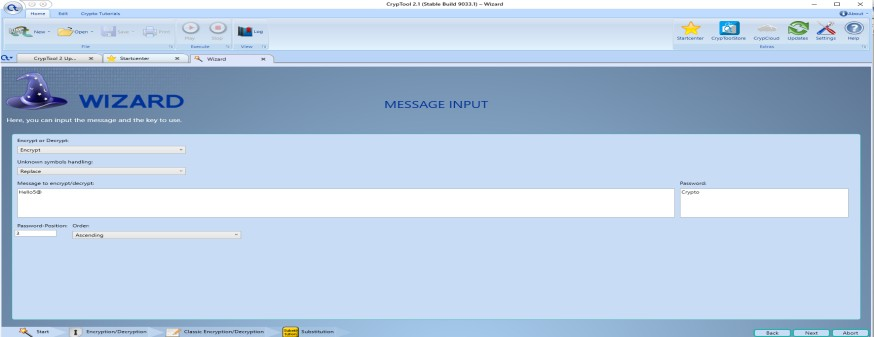 CrypTool 2.1 (Stable Build 9033.1) – Wizard
Home Edit Crypto Tutorials About
New Open Save Print Play Stop Log Startcenter CrypToolStore CrypCloud Updates Settings Help
File Execute View Extras
CrypTool 2 Up... Startcenter Wizard
WIZARD
MESSAGE INPUT
Here, you can input the message and the key to use.
Encrypt or Decrypt:
Encrypt
Unknown symbols handling:
Replace
Message to encrypt/decrypt: Password:
Hello5@ Crypto
Password-Position: Order:
Ascending
Start Encryption/Decryption Classic Encryption/Decryption Substitution
Back Next Abort